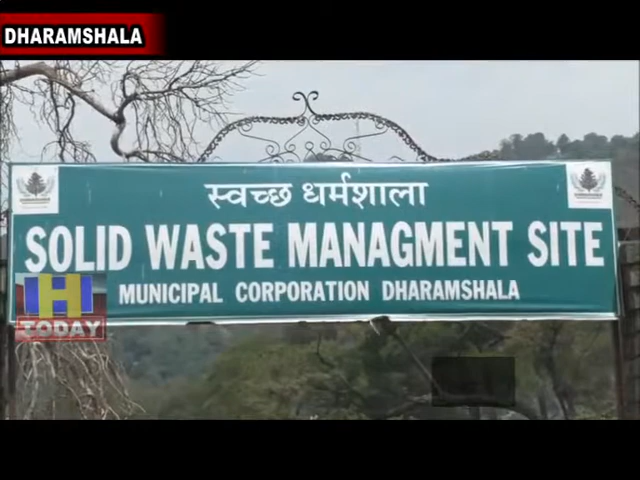 DHARAMSHALA
स्वच्छ धर्मशाला
SOLID WASTE MANAGMENT SITE
MUNICIPAL CORPORATION DHARAMSHALA
H
TODAY